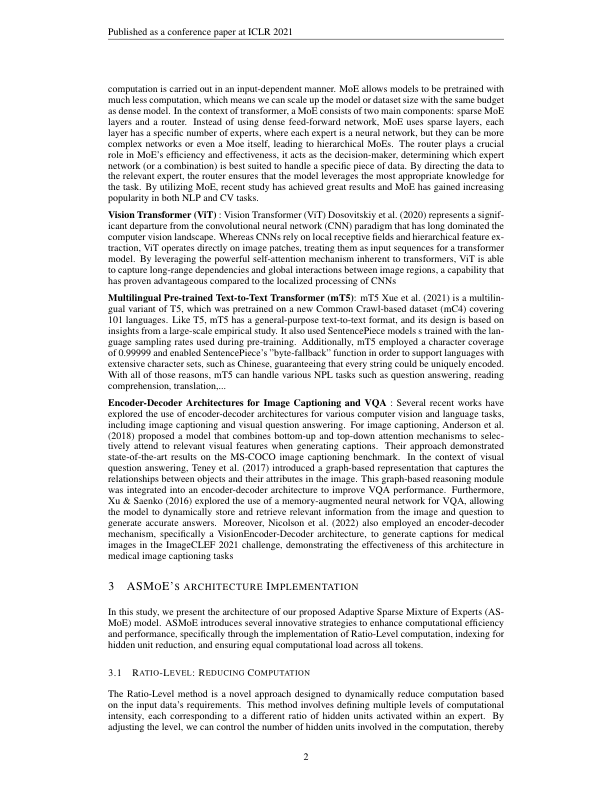 Published as a conference paper at ICLR 2021
computation is carried out in an input-dependent manner. MoE allows models to be pretrained with
much less computation, which means we can scale up the model or dataset size with the same budget
as dense model. In the context of transformer, a MoE consists of two main components: sparse MoE
layers and a router. Instead of using dense feed-forward network, MoE uses sparse layers, each
layer has a specific number of experts, where each expert is a neural network, but they can be more
complex networks or even a Moe itself, leading to hierarchical MoEs. The router plays a crucial
role in MoE's efficiency and effectiveness, it acts as the decision-maker, determining which expert
network (or a combination) is best suited to handle a specific piece of data. By directing the data to
the relevant expert, the router ensures that the model leverages the most appropriate knowledge for
the task. By utilizing MoE, recent study has achieved great results and MoE has gained increasing
popularity in both NLP and CV tasks.
Vision Transformer (ViT) : Vision Transformer (ViT) Dosovitskiy et al. (2020) represents a signif-
icant departure from the convolutional neural network (CNN) paradigm that has long dominated the
computer vision landscape. Whereas CNNs rely on local receptive fields and hierarchical feature ex-
traction, ViT operates directly on image patches, treating them as input sequences for a transformer
model. By leveraging the powerful self-attention mechanism inherent to transformers, ViT is able
to capture long-range dependencies and global interactions between image regions, a capability that
has proven advantageous compared to the localized processing of CNNs
Multilingual Pre-trained Text-to-Text Transformer (mT5): mT5 Xue et al. (2021) is a multilin-
gual variant of T5, which was pretrained on a new Common Crawl-based dataset (mC4) covering
101 languages. Like T5, mT5 has a general-purpose text-to-text format, and its design is based on
insights from a large-scale empirical study. It also used SentencePiece models s trained with the lan-
guage sampling rates used during pre-training. Additionally, mT5 employed a character coverage
of 0.99999 and enabled SentencePiece's "byte-fallback" function in order to support languages with
extensive character sets, such as Chinese, guaranteeing that every string could be uniquely encoded.
With all of those reasons, mT5 can handle various NPL tasks such as question answering, reading
comprehension, translation,...
Encoder-Decoder Architectures for Image Captioning and VQA : Several recent works have
explored the use of encoder-decoder architectures for various computer vision and language tasks,
including image captioning and visual question answering. For image captioning, Anderson et al.
(2018) proposed a model that combines bottom-up and top-down attention mechanisms to selec-
tively attend to relevant visual features when generating captions. Their approach demonstrated
state-of-the-art results on the MS-COCO image captioning benchmark. In the context of visual
question answering, Teney et al. (2017) introduced a graph-based representation that captures the
relationships between objects and their attributes in the image. This graph-based reasoning module
was integrated into an encoder-decoder architecture to improve VQA performance. Furthermore,
Xu & Saenko (2016) explored the use of a memory-augmented neural network for VQA, allowing
the model to dynamically store and retrieve relevant information from the image and question to
generate accurate answers. Moreover, Nicolson et al. (2022) also employed an encoder-decoder
mechanism, specifically a VisionEncoder-Decoder architecture, to generate captions for medical
images in the ImageCLEF 2021 challenge, demonstrating the effectiveness of this architecture in
medical image captioning tasks
3 ASMOE'S ARCHITECTURE IMPLEMENTATION
In this study, we present the architecture of our proposed Adaptive Sparse Mixture of Experts (AS-
MoE) model. ASMoE introduces several innovative strategies to enhance computational efficiency
and performance, specifically through the implementation of Ratio-Level computation, indexing for
hidden unit reduction, and ensuring equal computational load across all tokens.
3.1 RATIO-LEVEL: REDUCING COMPUTATION
The Ratio-Level method is a novel approach designed to dynamically reduce computation based
on the input data's requirements. This method involves defining multiple levels of computational
intensity, each corresponding to a different ratio of hidden units activated within an expert. By
adjusting the level, we can control the number of hidden units involved in the computation, thereby
2